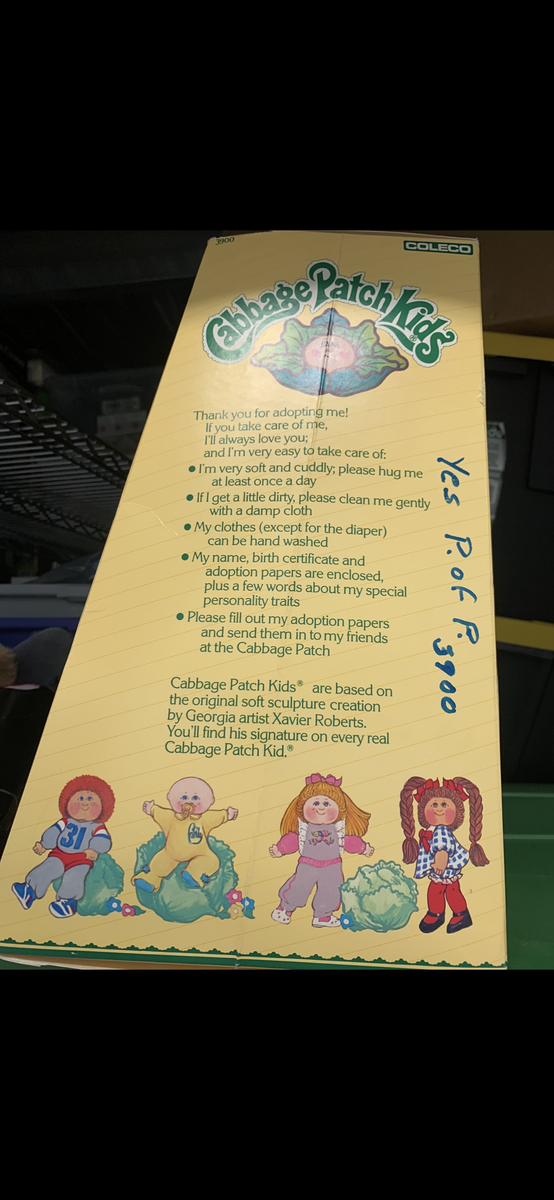 3900
COLECO
Cabbage Patch Kids®
Thank you for adopting me!
If you take care of me,
I'll always love you;
and I'm very easy to take care of:
• I'm very soft and cuddly; please hug me
at least once a day
• If I get a little dirty, please clean me gently
with a damp cloth
• My clothes (except for the diaper)
can be hand washed
• My name, birth certificate and
adoption papers are enclosed,
plus a few words about my special
personality traits
• Please fill out my adoption papers
and send them in to my friends
at the Cabbage Patch
Cabbage Patch Kids® are based on
the original soft sculpture creation
by Georgia artist Xavier Roberts.
You'll find his signature on every real
Cabbage Patch Kid.®
Yes P. of P.
3900
31